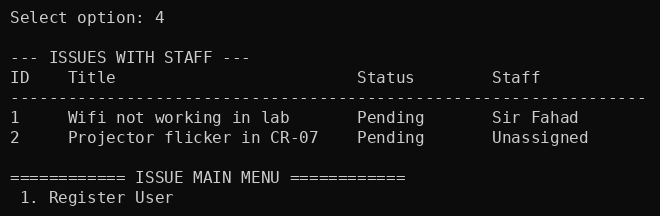 Select option: 4
--- ISSUES WITH STAFF ---
ID    Title                         Status        Staff
------------------------------------------------------------------
1     Wifi not working in lab       Pending       Sir Fahad
2     Projector flicker in CR-07    Pending       Unassigned
============ ISSUE MAIN MENU ============
 1. Register User